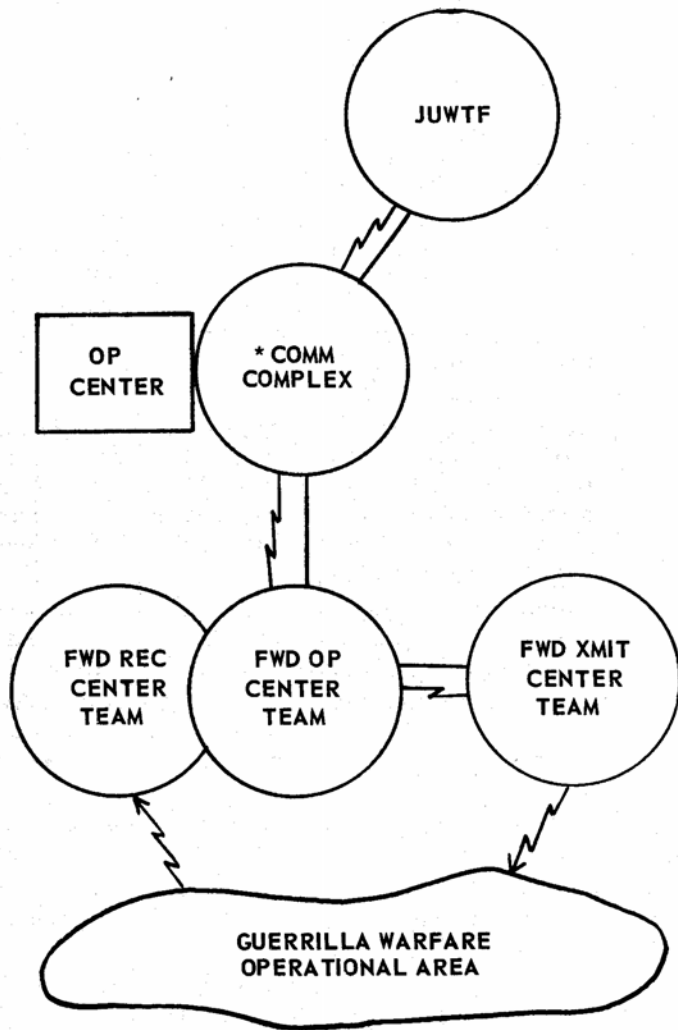 JUWTF
OP
CENTER
* COMM
COMPLEX
FWD REC
CENTER
TEAM
FWD OP
CENTER
TEAM
FWD XMIT
CENTER
TEAM
GUERRILLA WARFARE
OPERATIONAL AREA